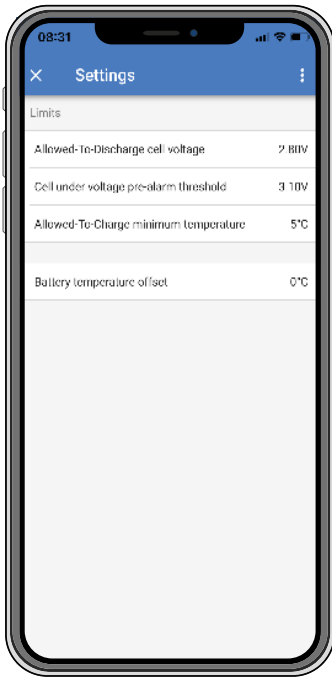 08:31
Settings
Limits
Allowed-To-Discharge cell voltage 2.80V
Cell under voltage pre-alarm threshold 3.10V
Allowed-To-Charge minimum temperature 5°C
Battery temperature offset 0°C